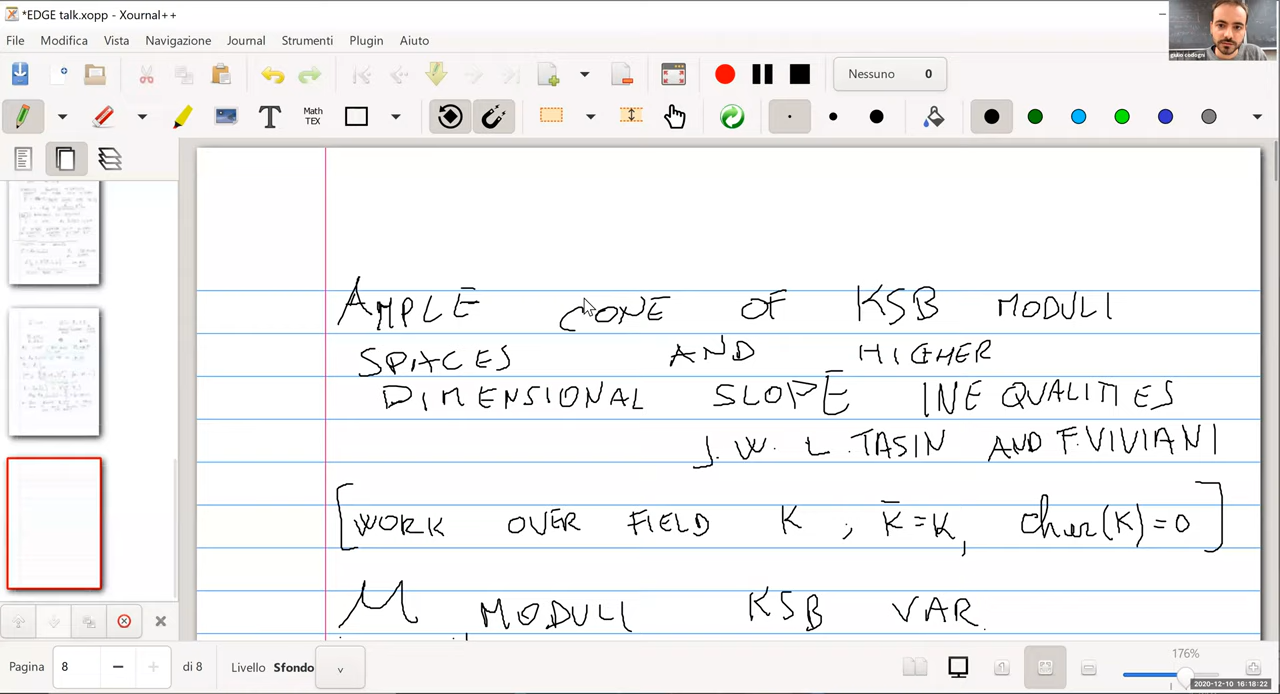 *EDGE talk.xopp - Xournal++
giulio codogni
File Modifica Vista Navigazione Journal Strumenti Plugin Aiuto
Nessuno 0
T Math TEX
AMPLE CONE OF KSB MODULI
SPACES AND HIGHER
DIMENSIONAL SLOPE INEQUALITIES
J.W. L.TASIN AND F.VIVIANI
[WORK OVER FIELD K ; K̄=K, char(K)=0]
M MODULI KSB VAR.
Pagina 8 di 8 Livello Sfondo
176%
2020-12-10 16:18:22